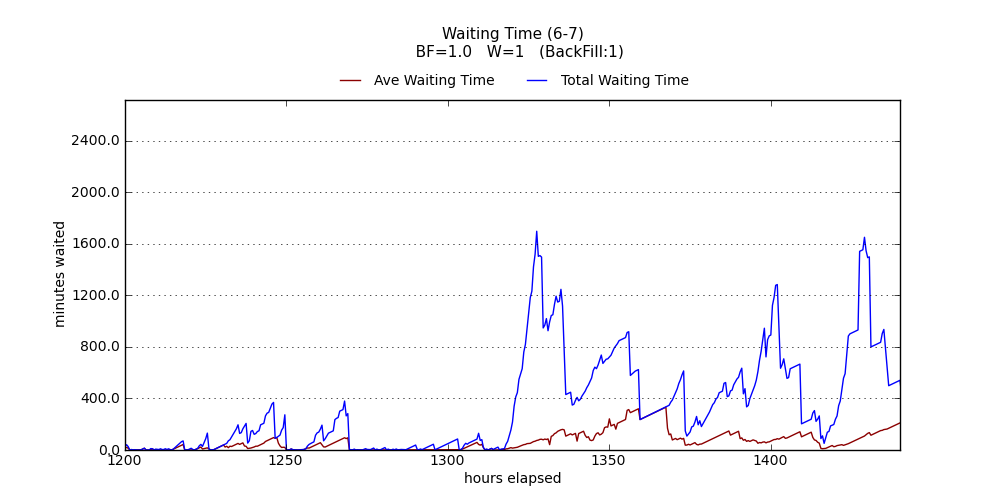 Waiting Time (6-7)
BF=1.0 W=1 (BackFill:1)
Ave Waiting Time Total Waiting Time
2400.0
2000.0
1600.0
1200.0
800.0
400.0
0.0
minutes waited
1200 1250 1300 1350 1400
hours elapsed